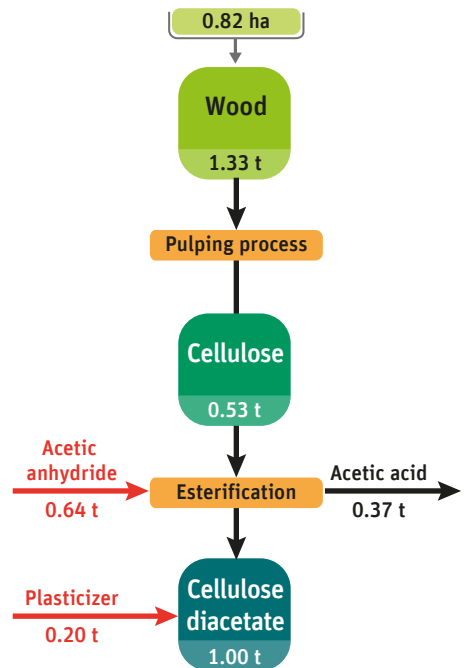 0.82 ha
Wood
1.33 t
Pulping process
Cellulose
0.53 t
Acetic
anhydride
0.64 t
Esterification
Acetic acid
0.37 t
Plasticizer
0.20 t
Cellulose
diacetate
1.00 t